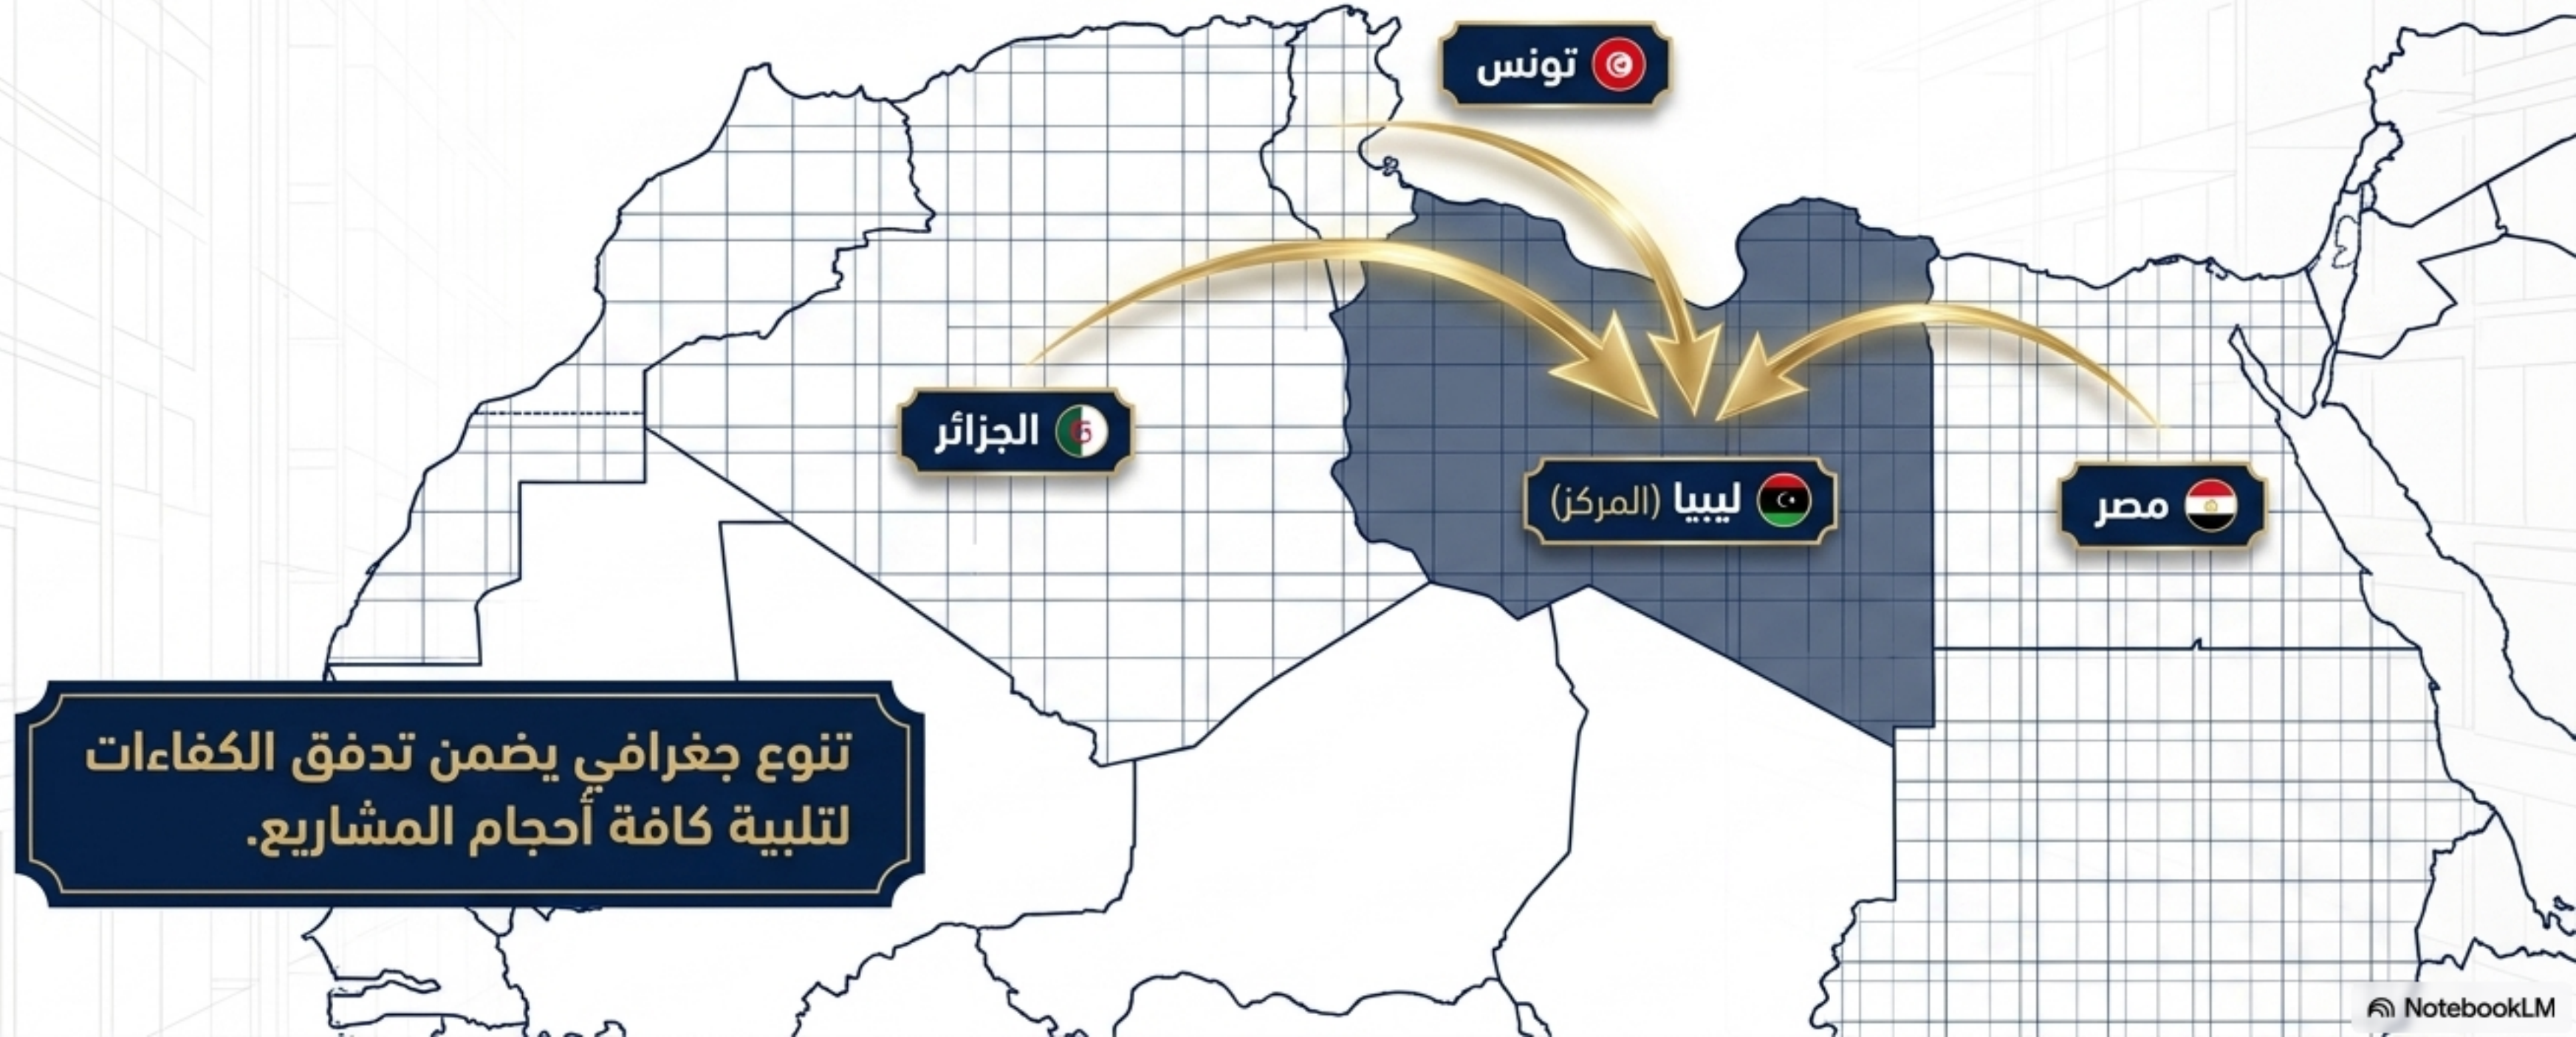 تونس
الجزائر
ليبيا (المركز)
مصر
تنوع جغرافي يضمن تدفق الكفاءات
لتلبية كافة أحجام المشاريع.
NotebookLM